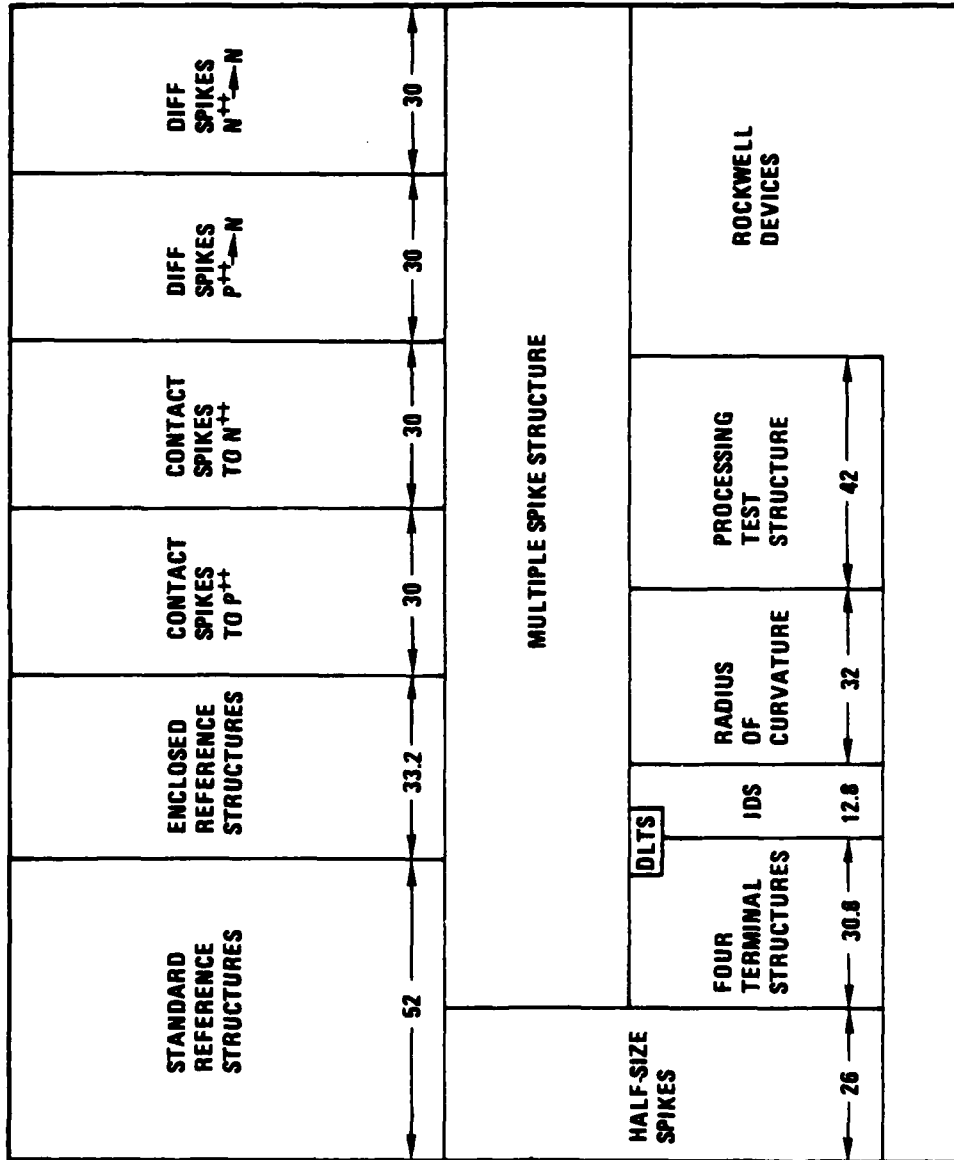 STANDARD
REFERENCE
STRUCTURES
52
ENCLOSED
REFERENCE
STRUCTURES
33.2
CONTACT
SPIKES
TO P++
30
CONTACT
SPIKES
TO N++
30
DIFF
SPIKES
P++→N
30
DIFF
SPIKES
N++→N
30
MULTIPLE SPIKE STRUCTURE
HALF-SIZE
SPIKES
26
FOUR
TERMINAL
STRUCTURES
30.8
DLTS
IDS
12.8
RADIUS
OF
CURVATURE
32
PROCESSING
TEST
STRUCTURE
42
ROCKWELL
DEVICES